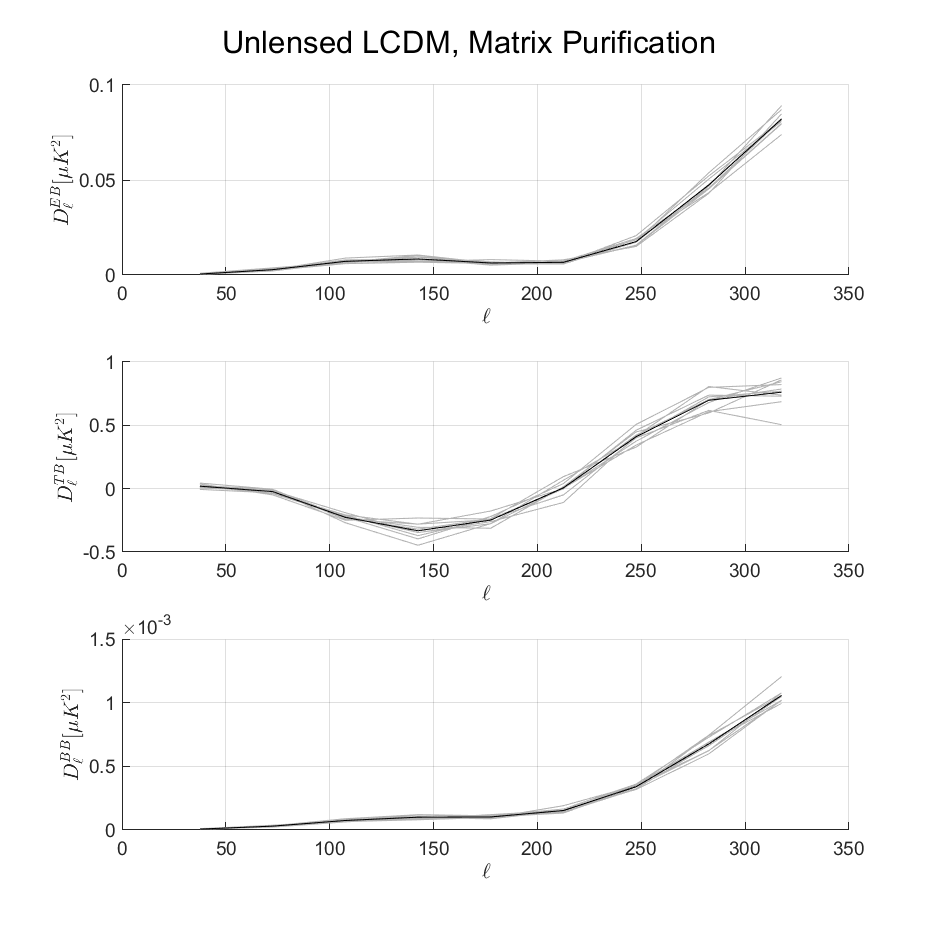 Unlensed LCDM, Matrix Purification
0.1
0.05
0
D_ℓ^{EB}[μK^2]
0 50 100 150 200 250 300 350
ℓ
1
0.5
0
-0.5
D_ℓ^{TB}[μK^2]
0 50 100 150 200 250 300 350
ℓ
×10^{-3}
1.5
1
0.5
0
D_ℓ^{BB}[μK^2]
0 50 100 150 200 250 300 350
ℓ